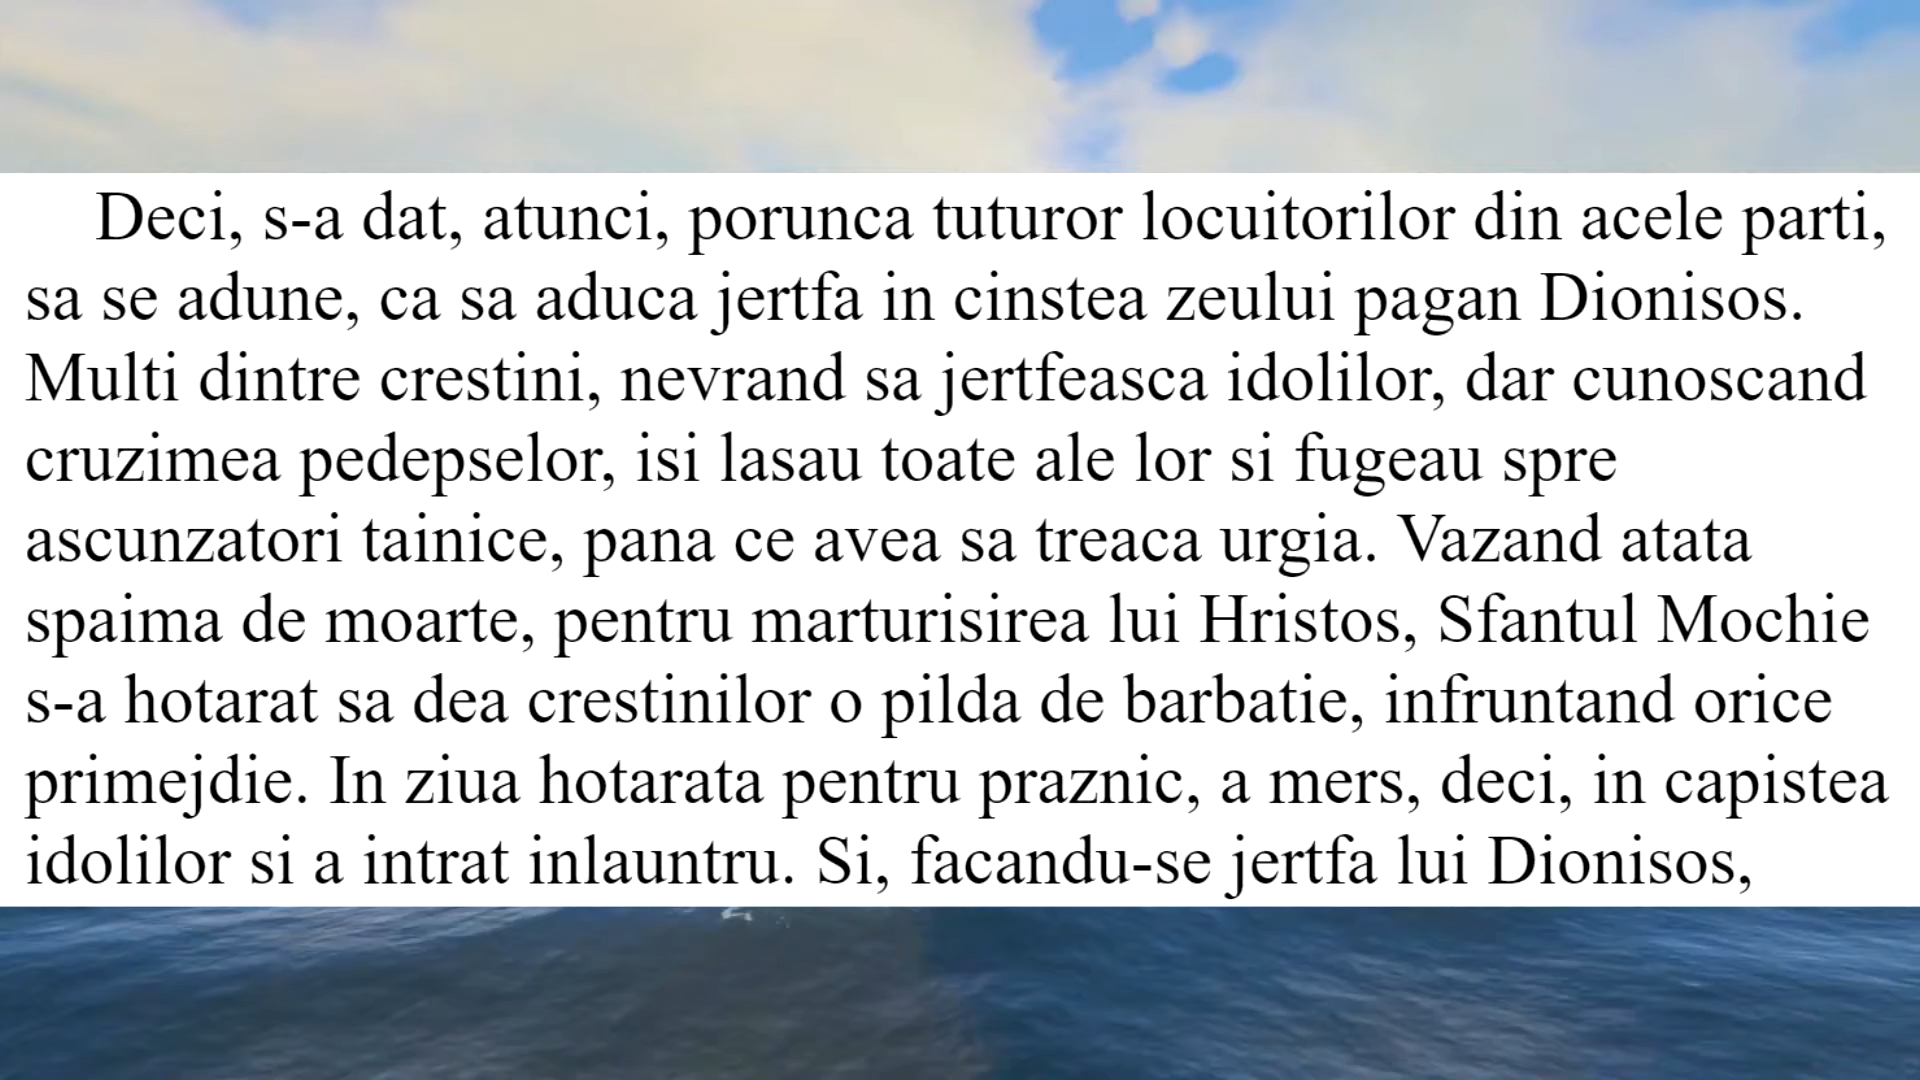 Deci, s-a dat, atunci, porunca tuturor locuitorilor din acele parti,
sa se adune, ca sa aduca jertfa in cinstea zeului pagan Dionisos.
Multi dintre crestini, nevrand sa jertfeasca idolilor, dar cunoscand
cruzimea pedepselor, isi lasau toate ale lor si fugeau spre
ascunzatori tainice, pana ce avea sa treaca urgia. Vazand atata
spaima de moarte, pentru marturisirea lui Hristos, Sfantul Mochie
s-a hotarat sa dea crestinilor o pilda de barbatie, infruntand orice
primejdie. In ziua hotarata pentru praznic, a mers, deci, in capistea
idolilor si a intrat inlauntru. Si, facandu-se jertfa lui Dionisos,